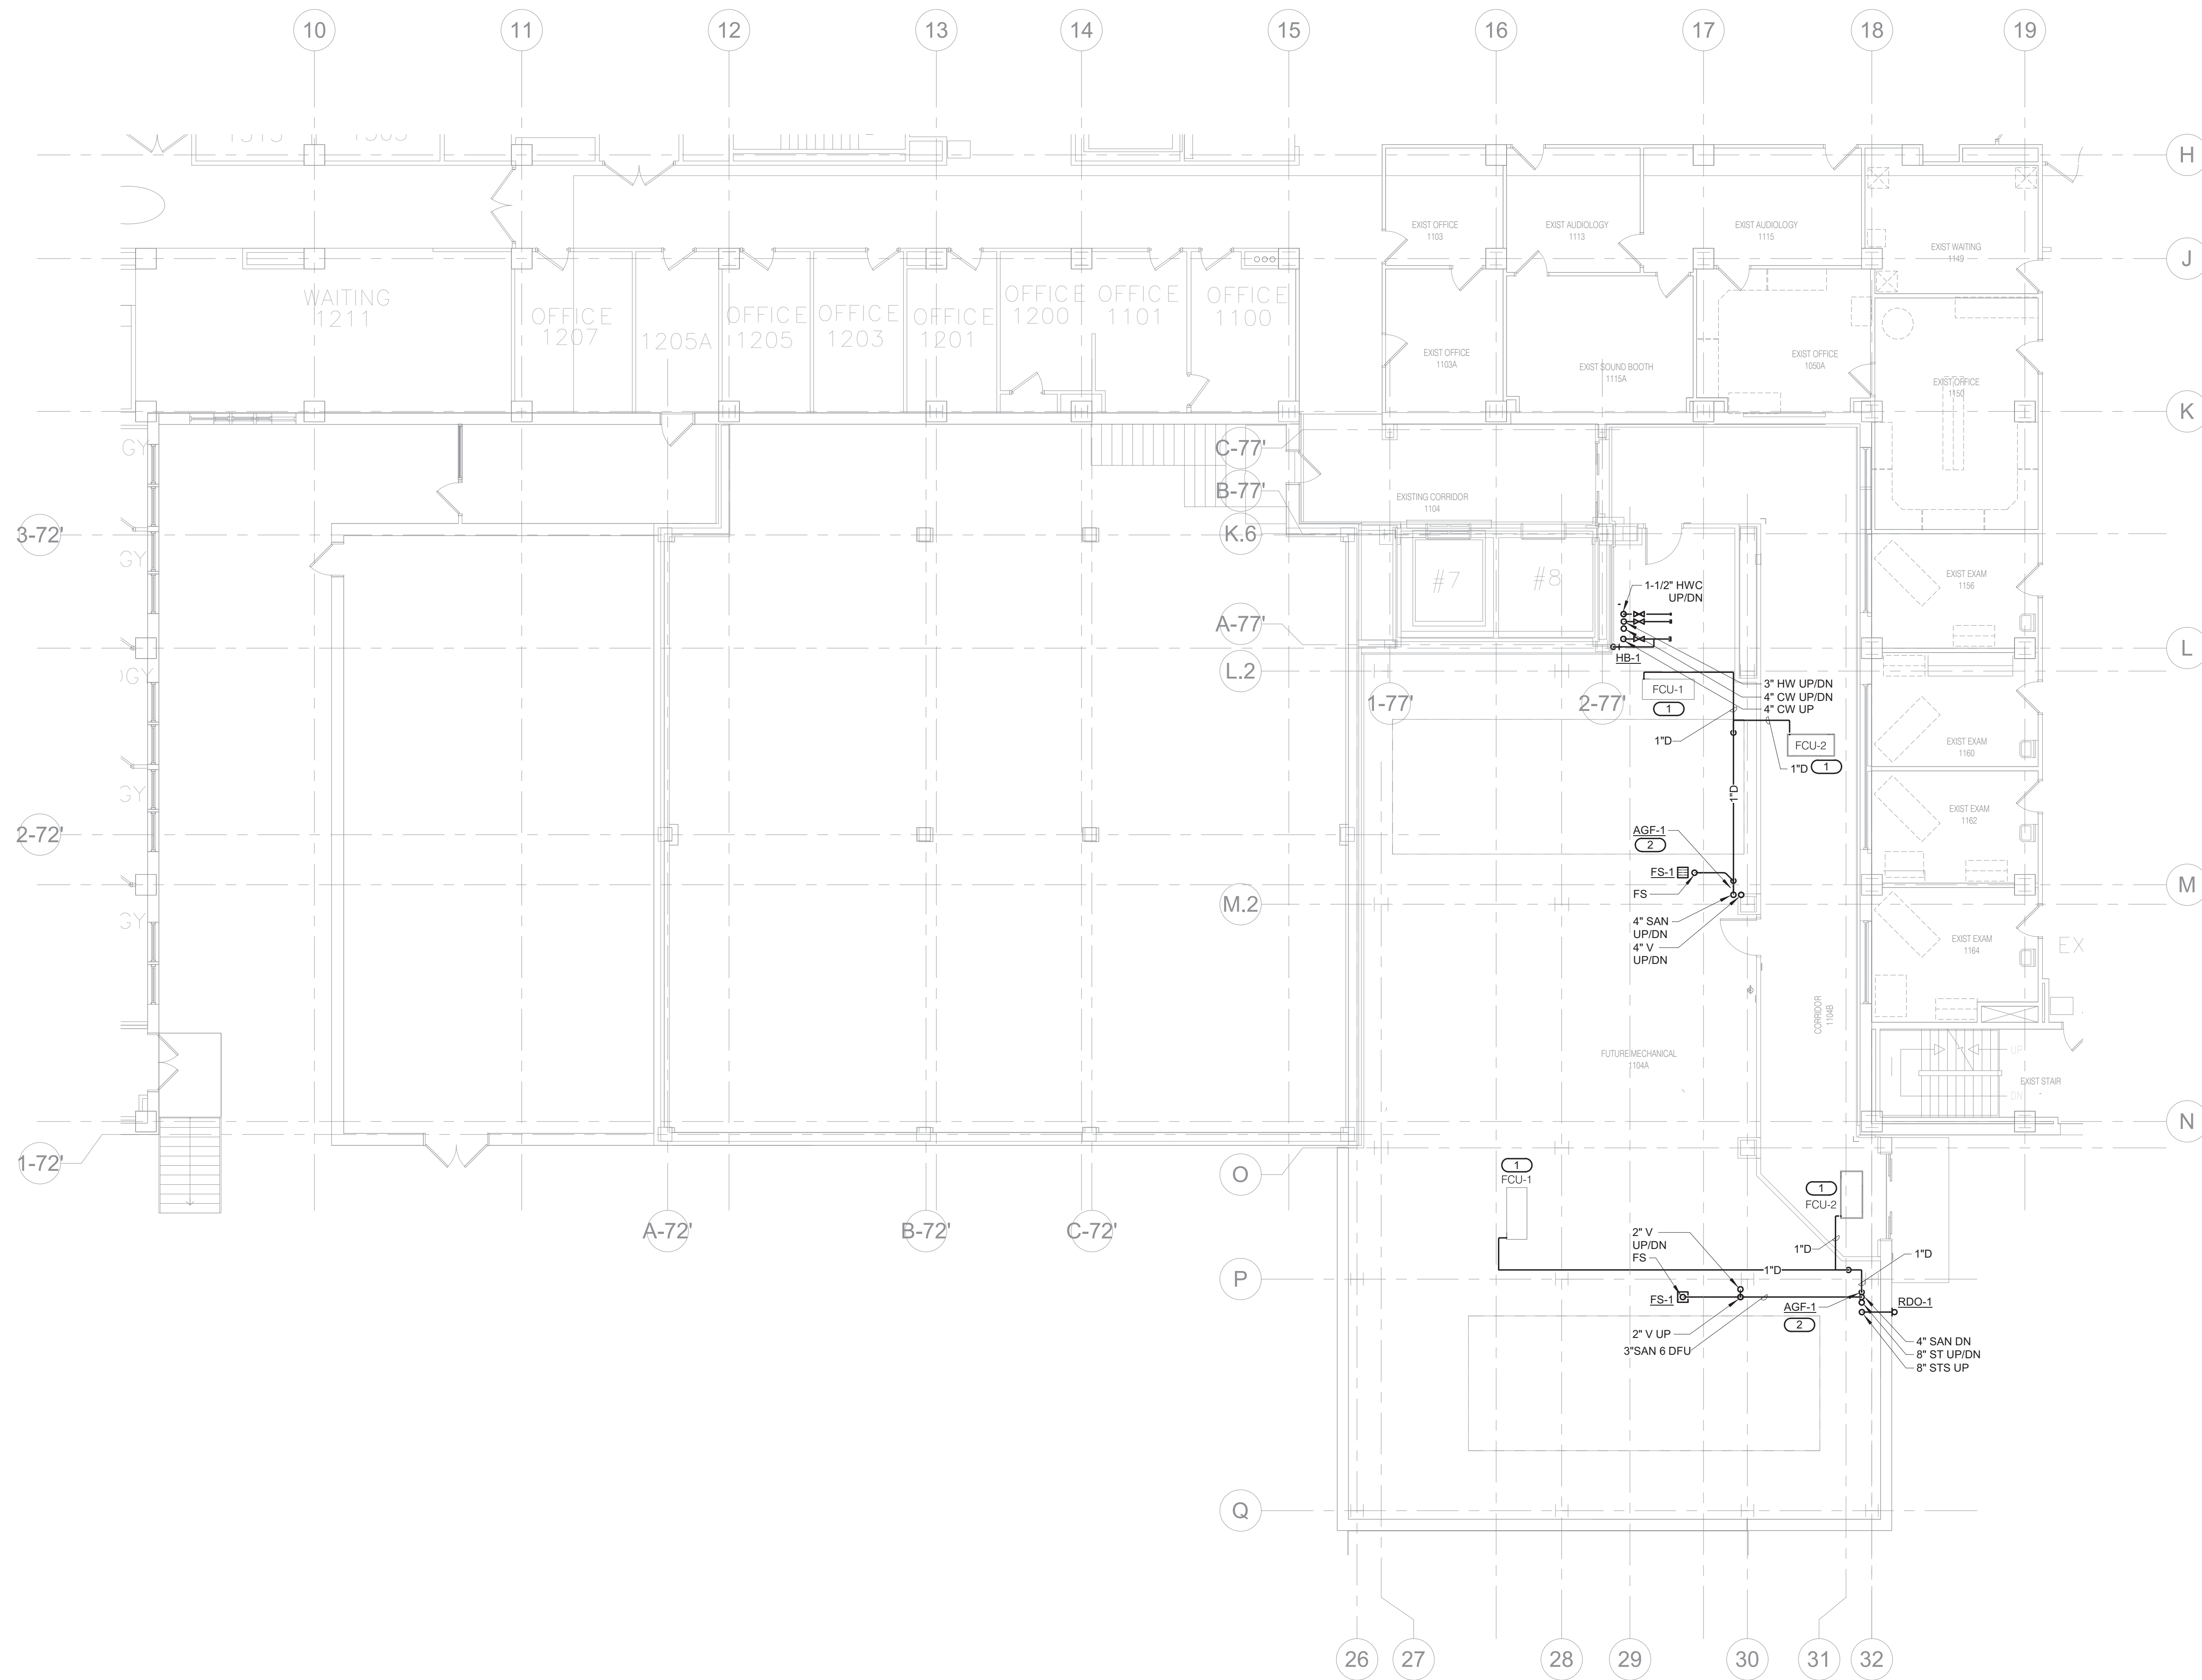 10
11
12
13
14
15
16
17
18
19
H
EXIST OFFICE
1103
EXIST AUDIOLOGY
1113
EXIST AUDIOLOGY
1115
EXIST WAITING
1149
J
WAITING
1211
OFFICE
1207
1205A
OFFICE
1205
OFFICE
1203
OFFICE
1201
OFFICE
1200
OFFICE
1101
OFFICE
1100
EXIST OFFICE
1103A
EXIST SOUND BOOTH
1115A
EXIST OFFICE
1050A
EXIST OFFICE
1150
K
C-77'
B-77'
EXISTING CORRIDOR
1104
3-72'
K.6
#7
#8
1-1/2" HWC
UP/DN
EXIST EXAM
1156
A-77'
L
HB-1
L.2
3" HW UP/DN
4" CW UP/DN
4" CW UP
FCU-1
1
1-77'
2-77'
1"D
FCU-2
1"D
1
EXIST EXAM
1160
1"D
2-72'
AGF-1
2
EXIST EXAM
1162
FS-1
FS
M
M.2
4" SAN
UP/DN
4" V
UP/DN
EXIST EXAM
1164
EX
CORRIDOR
1104B
FUTURE MECHANICAL
1104A
UP
EXIST STAIR
DN
N
1-72'
O
1
FCU-1
1
FCU-2
A-72'
B-72'
C-72'
2" V
UP/DN
FS
1"D
1"D
1"D
P
FS-1
AGF-1
2
RDO-1
2" V UP
3"SAN 6 DFU
4" SAN DN
8" ST UP/DN
8" STS UP
Q
26
27
28
29
30
31
32